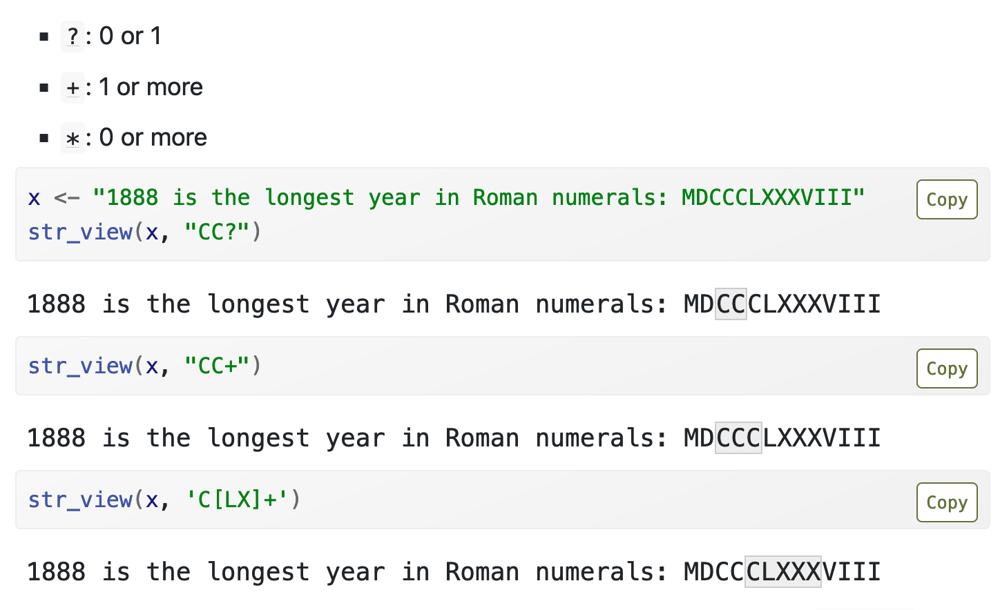 ?: 0 or 1
+: 1 or more
*: 0 or more
x <- "1888 is the longest year in Roman numerals: MDCCCLXXXVIII"
Copy
str_view(x, "CC?")
1888 is the longest year in Roman numerals: MDCCCLXXXVIII
str_view(x, "CC+")
Copy
1888 is the longest year in Roman numerals: MDCCCLXXXVIII
str_view(x, 'C[LX]+')
Copy
1888 is the longest year in Roman numerals: MDCCCLXXXVIII